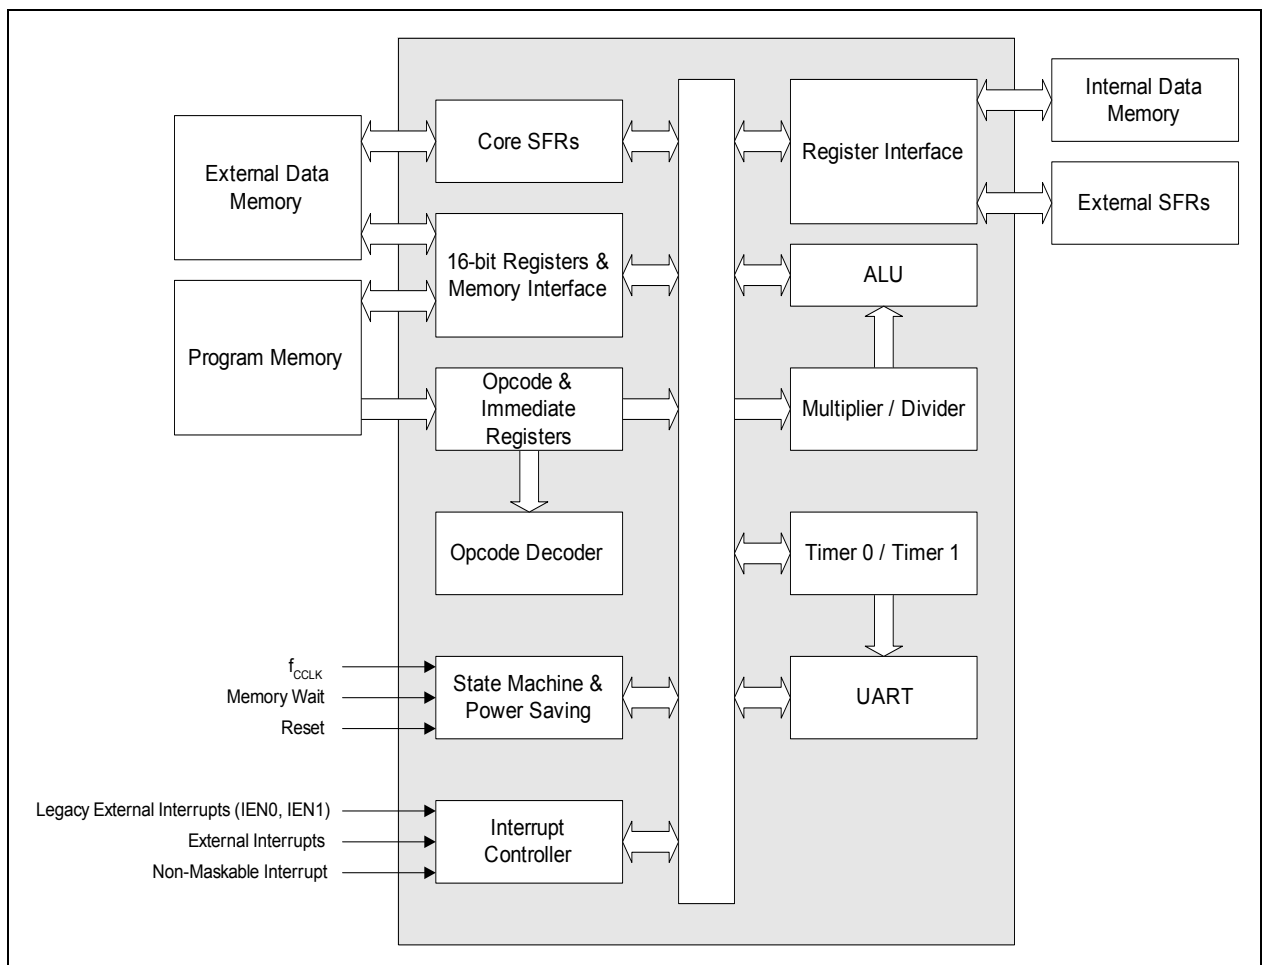 External Data
Memory
Program Memory
Core SFRs
16-bit Registers &
Memory Interface
Opcode &
Immediate
Registers
Opcode Decoder
State Machine &
Power Saving
Interrupt
Controller
Register Interface
ALU
Multiplier / Divider
Timer 0 / Timer 1
UART
Internal Data
Memory
External SFRs
fCCLK
Memory Wait
Reset
Legacy External Interrupts (IEN0, IEN1)
External Interrupts
Non-Maskable Interrupt